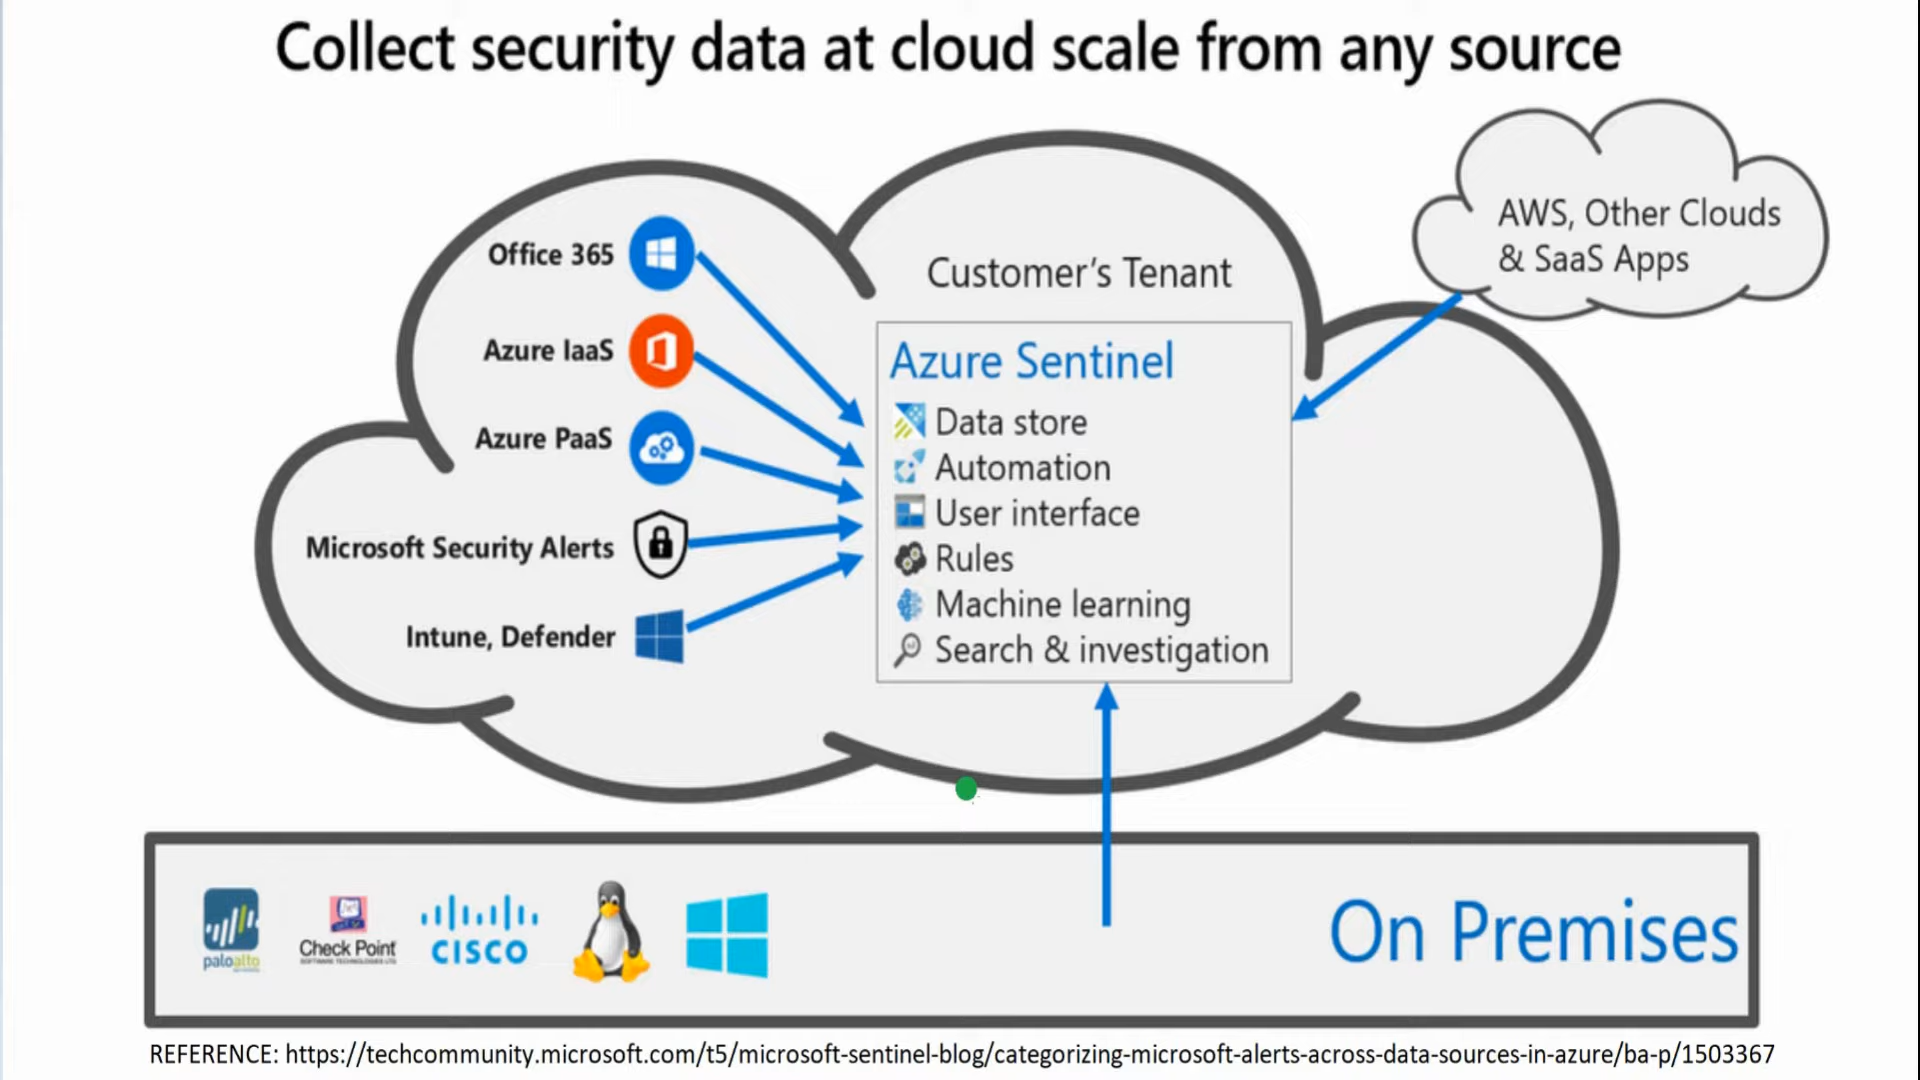 Collect security data at cloud scale from any source
AWS, Other Clouds
& SaaS Apps
Customer's Tenant
Office 365
Azure IaaS
Azure PaaS
Microsoft Security Alerts
Intune, Defender
Azure Sentinel
Data store
Automation
User interface
Rules
Machine learning
Search & investigation
paloalto
Check Point
SOFTWARE TECHNOLOGIES LTD
CISCO
On Premises
REFERENCE: https://techcommunity.microsoft.com/t5/microsoft-sentinel-blog/categorizing-microsoft-alerts-across-data-sources-in-azure/ba-p/1503367